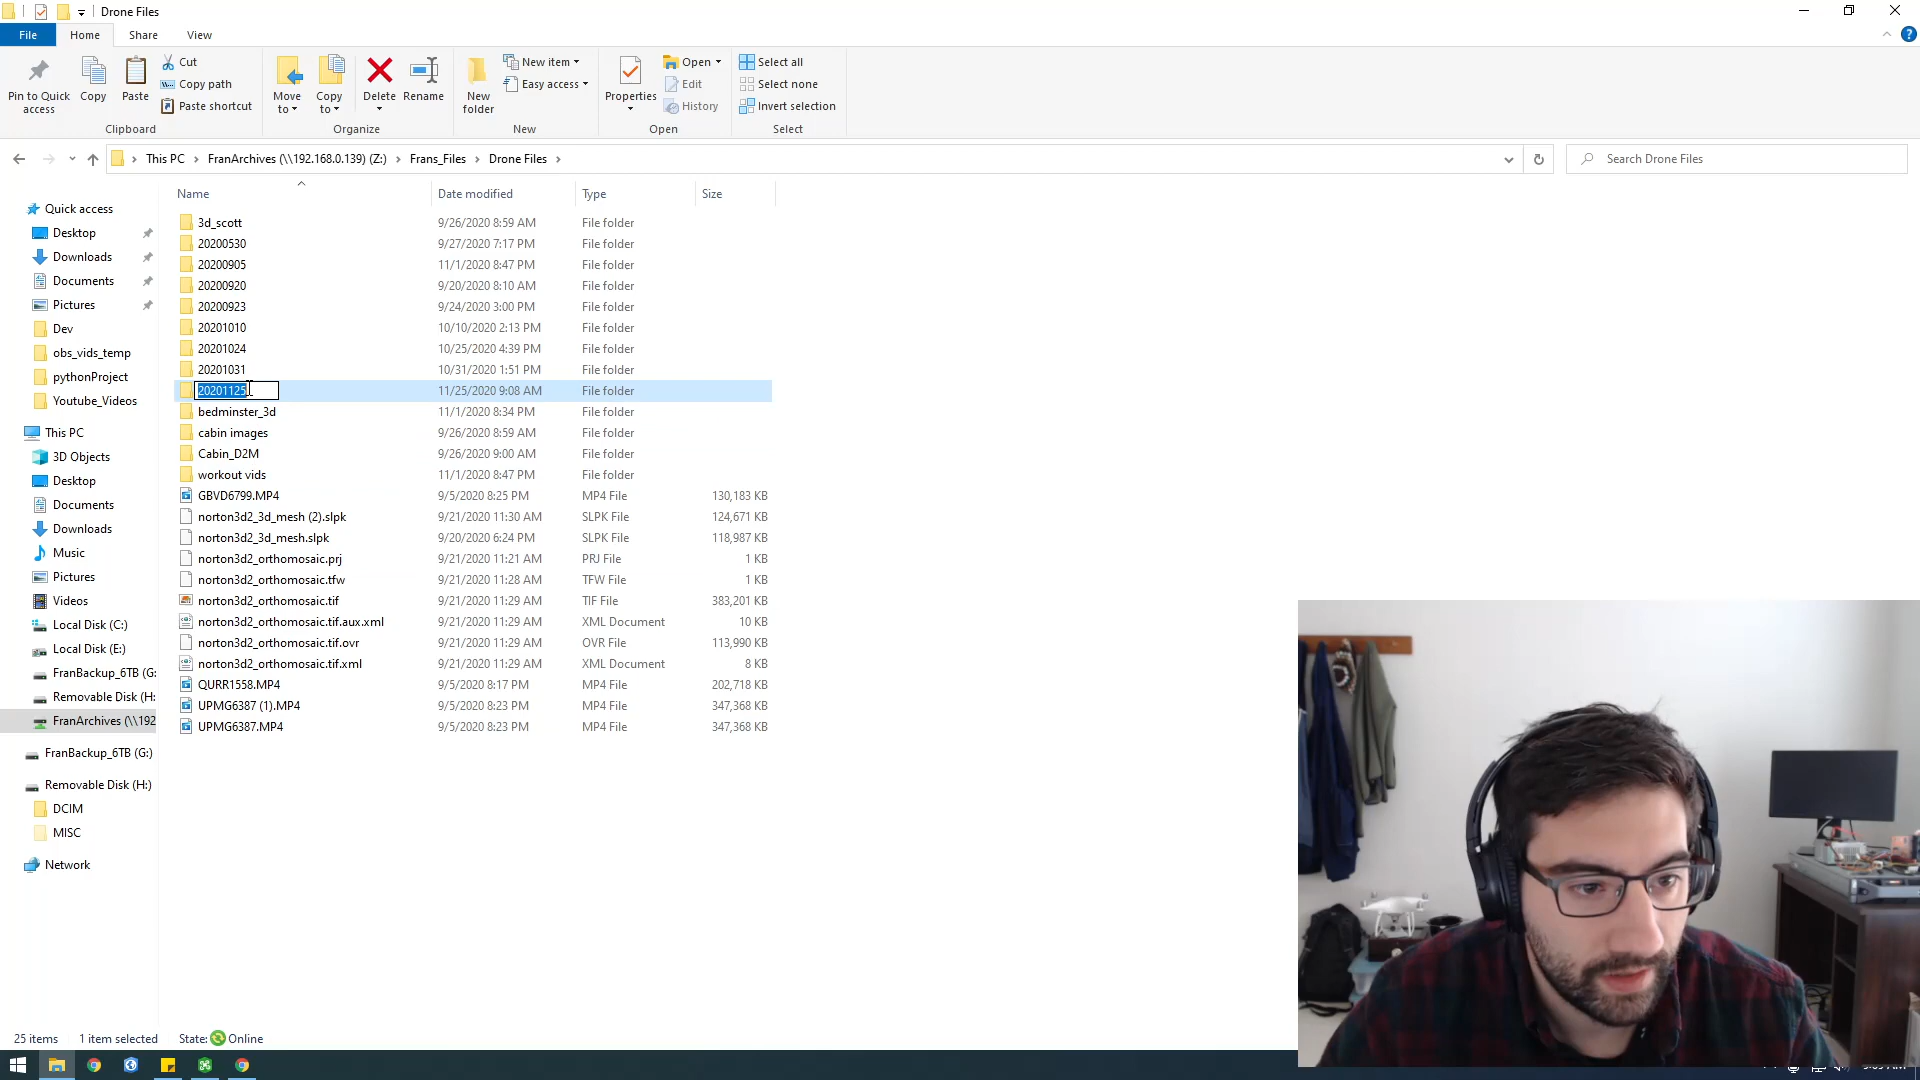 Drone Files
File Home Share View
Pin to Quick access
Copy
Paste
Cut
Copy path
Paste shortcut
Clipboard
Move to
Copy to
Delete
Rename
Organize
New folder
New item
Easy access
New
Properties
Open
Edit
History
Open
Select all
Select none
Invert selection
Select
This PC > FranArchives (\\192.168.0.139) (Z:) > Frans_Files > Drone Files >
Search Drone Files
Name Date modified Type Size
3d_scott 9/26/2020 8:59 AM File folder
20200530 9/27/2020 7:17 PM File folder
20200905 11/1/2020 8:47 PM File folder
20200920 9/20/2020 8:10 AM File folder
20200923 9/24/2020 3:00 PM File folder
20201010 10/10/2020 2:13 PM File folder
20201024 10/25/2020 4:39 PM File folder
20201031 10/31/2020 1:51 PM File folder
20201125 11/25/2020 9:08 AM File folder
bedminster_3d 11/1/2020 8:34 PM File folder
cabin images 9/26/2020 8:59 AM File folder
Cabin_D2M 9/26/2020 9:00 AM File folder
workout vids 11/1/2020 8:47 PM File folder
GBVD6799.MP4 9/5/2020 8:25 PM MP4 File 130,183 KB
norton3d2_3d_mesh (2).slpk 9/21/2020 11:30 AM SLPK File 124,671 KB
norton3d2_3d_mesh.slpk 9/20/2020 6:24 PM SLPK File 118,987 KB
norton3d2_orthomosaic.prj 9/21/2020 11:21 AM PRJ File 1 KB
norton3d2_orthomosaic.tfw 9/21/2020 11:28 AM TFW File 1 KB
norton3d2_orthomosaic.tif 9/21/2020 11:29 AM TIF File 383,201 KB
norton3d2_orthomosaic.tif.aux.xml 9/21/2020 11:29 AM XML Document 10 KB
norton3d2_orthomosaic.tif.ovr 9/21/2020 11:29 AM OVR File 113,990 KB
norton3d2_orthomosaic.tif.xml 9/21/2020 11:29 AM XML Document 8 KB
QURR1558.MP4 9/5/2020 8:17 PM MP4 File 202,718 KB
UPMG6387 (1).MP4 9/5/2020 8:23 PM MP4 File 347,368 KB
UPMG6387.MP4 9/5/2020 8:23 PM MP4 File 347,368 KB
Quick access
Desktop
Downloads
Documents
Pictures
Dev
obs_vids_temp
pythonProject
Youtube_Videos
This PC
3D Objects
Desktop
Documents
Downloads
Music
Pictures
Videos
Local Disk (C:)
Local Disk (E:)
FranBackup_6TB (G:
Removable Disk (H:
FranArchives (\\192
FranBackup_6TB (G:)
Removable Disk (H:)
DCIM
MISC
Network
25 items 1 item selected State: Online